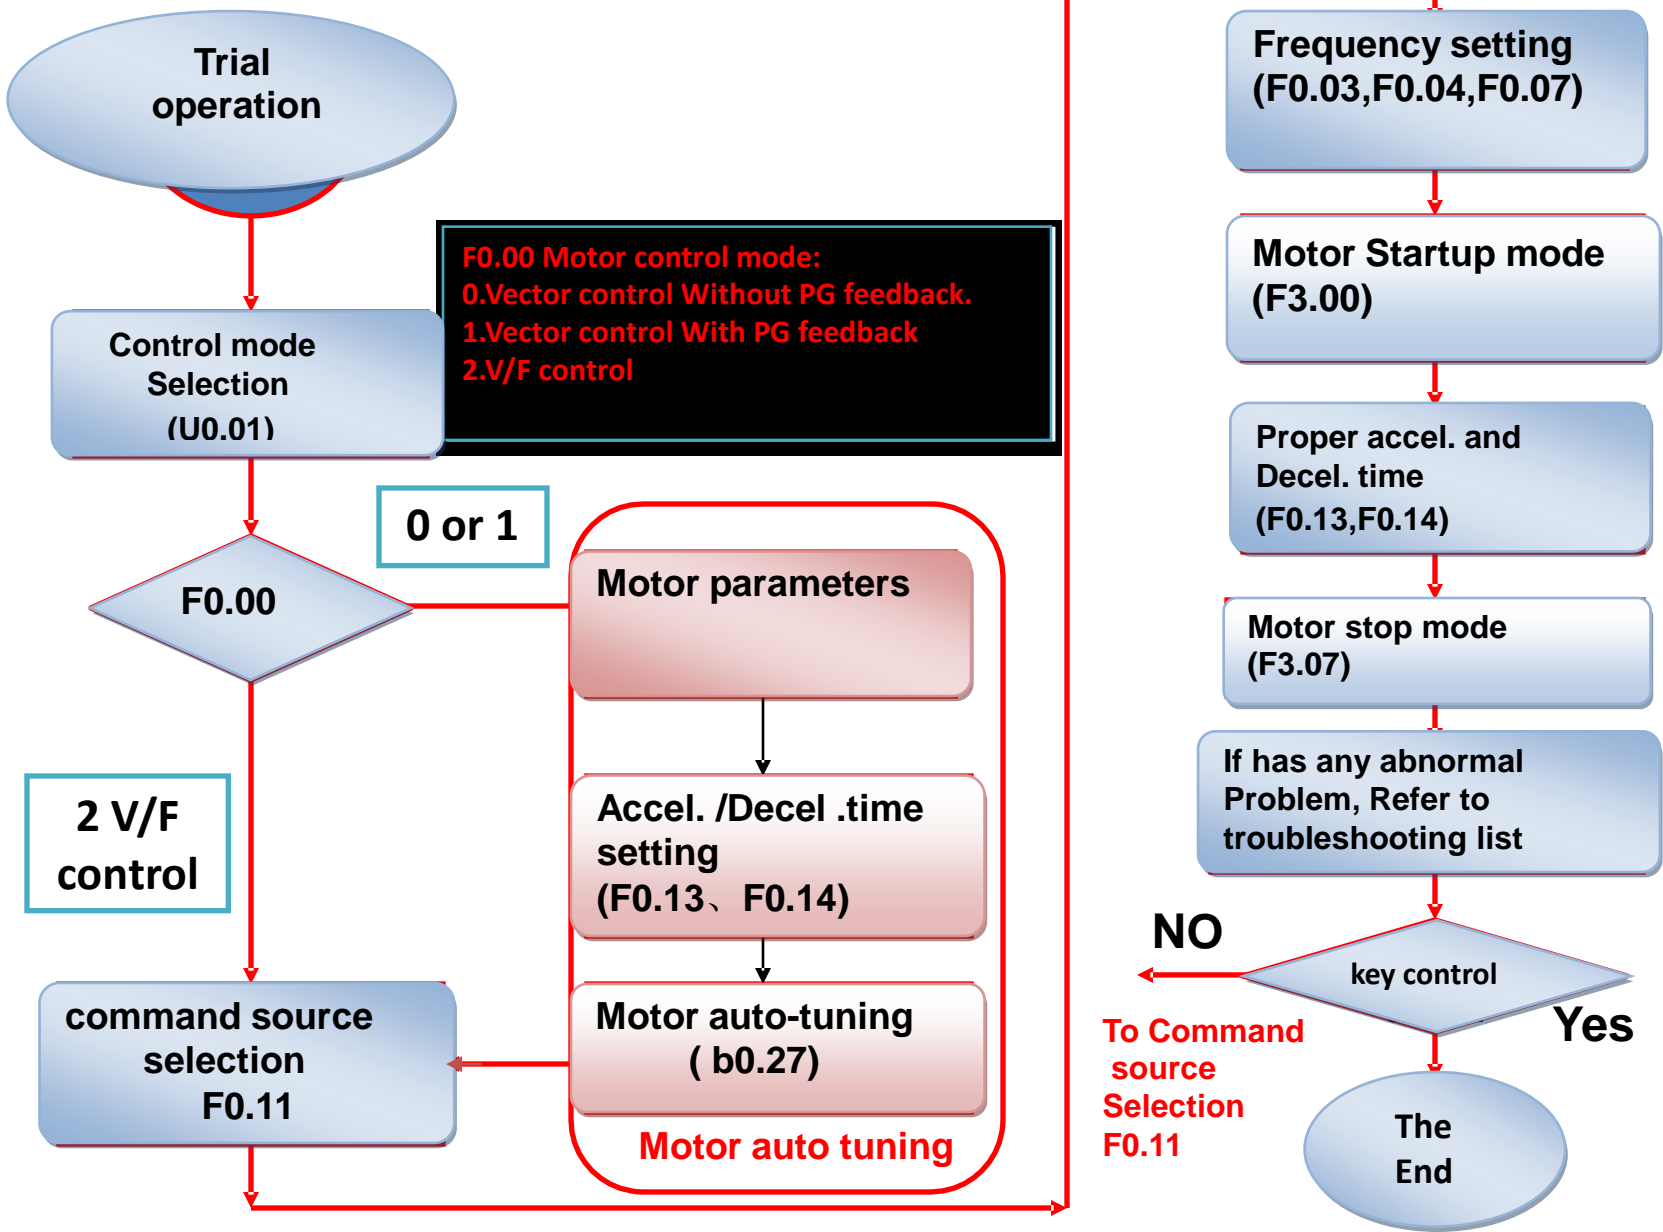 Trial
operation
F0.00 Motor control mode:
0.Vector control Without PG feedback.
1.Vector control With PG feedback
2.V/F control
Control mode
Selection
(U0.01)
0 or 1
F0.00
Motor parameters
2 V/F
control
Accel. /Decel .time
setting
(F0.13、F0.14)
Motor auto-tuning
( b0.27)
Motor auto tuning
command source
selection
F0.11
Frequency setting
(F0.03,F0.04,F0.07)
Motor Startup mode
(F3.00)
Proper accel. and
Decel. time
(F0.13,F0.14)
Motor stop mode
(F3.07)
If has any abnormal
Problem, Refer to
troubleshooting list
NO
key control
Yes
To Command
source
Selection
F0.11
The
End